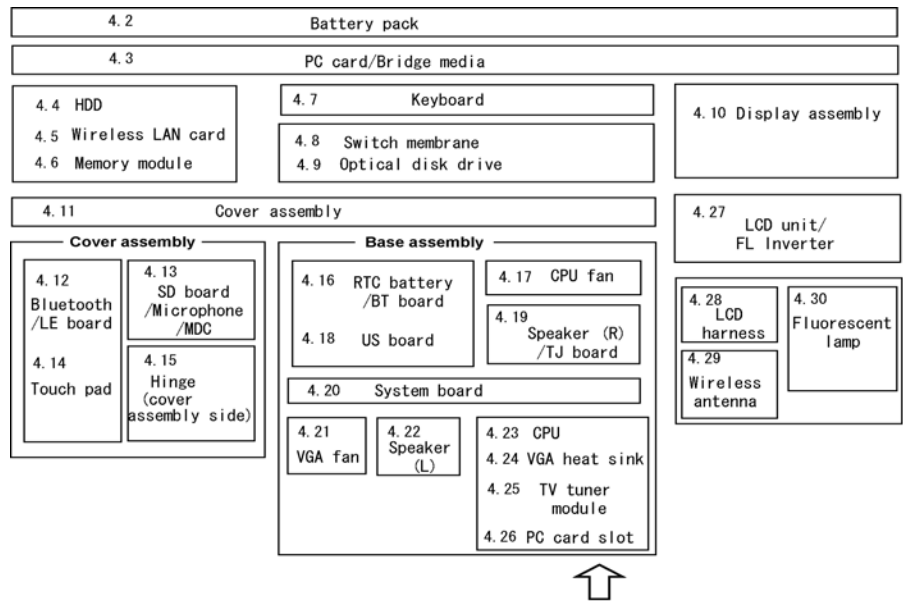 4.2 Battery pack
4.3 PC card/Bridge media
4.4 HDD
4.5 Wireless LAN card
4.6 Memory module
4.7 Keyboard
4.8 Switch membrane
4.9 Optical disk drive
4.10 Display assembly
4.11 Cover assembly
Cover assembly
4.12
Bluetooth
/LE board
4.14
Touch pad
4.13
SD board
/Microphone
/MDC
4.15
Hinge
(cover
assembly side)
Base assembly
4.16 RTC battery
/BT board
4.18 US board
4.17 CPU fan
4.19
Speaker (R)
/TJ board
4.20 System board
4.21
VGA fan
4.22
Speaker
(L)
4.23 CPU
4.24 VGA heat sink
4.25 TV tuner
module
4.26 PC card slot
4.27
LCD unit/
FL Inverter
4.28
LCD
harness
4.29
Wireless
antenna
4.30
Fluorescent
lamp